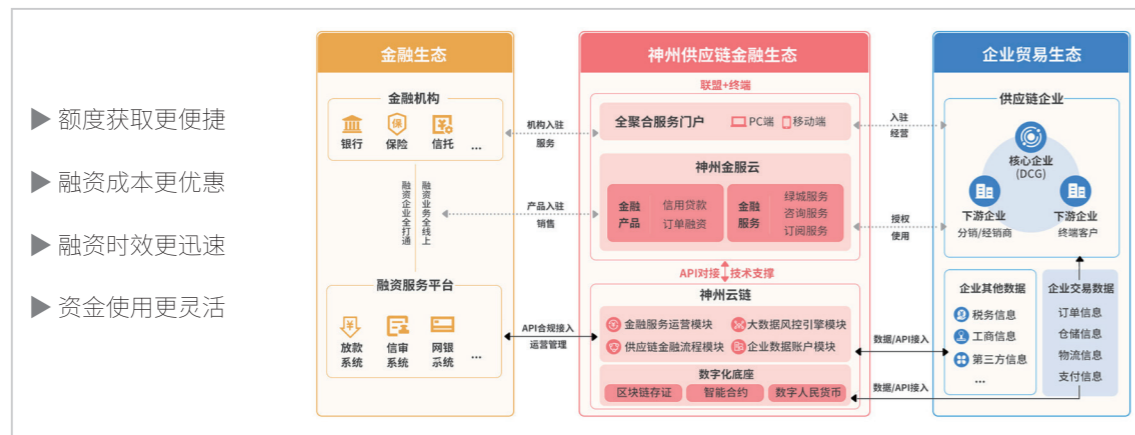 ▶ 额度获取更便捷
▶ 融资成本更优惠
▶ 融资时效更迅速
▶ 资金使用更灵活
金融生态
金融机构
银行
保
保险
信托
...
融资企业全打通
融资业务全线上
融资服务平台
放款
系统
信审
系统
网银
系统
...
机构入驻
服务
产品入驻
销售
API合规接入
运营管理
神州供应链金融生态
联盟+终端
全聚合服务门户
PC端
移动端
神州金服云
金融
产品
信用贷款
订单融资
金融
服务
绿城服务
咨询服务
订阅服务
API对接
技术支撑
神州云链
金融服务运营模块
大数据风控引擎模块
供应链金融流程模块
企业数据账户模块
数字化底座
区块链存证
智能合约
数字人民货币
入驻
经营
授权
使用
数据/API接入
数据/API接入
企业贸易生态
供应链企业
核心企业
(DCG)
下游企业
分销/经销商
下游企业
终端客户
企业其他数据
税务信息
工商信息
第三方信息
...
企业交易数据
订单信息
仓储信息
物流信息
支付信息